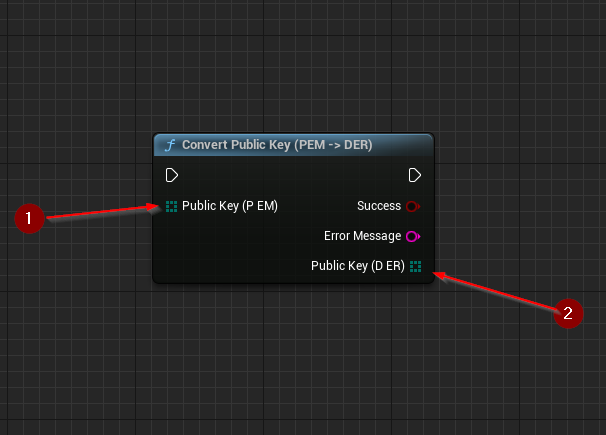 f Convert Public Key (PEM -> DER)
1 Public Key (P EM) Success
Error Message
Public Key (D ER)
2